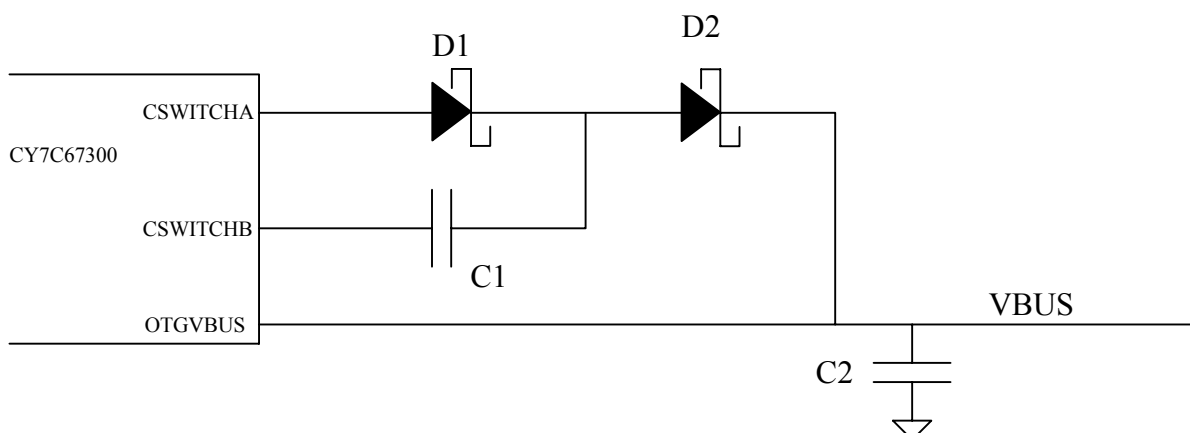 D1
D2
CSWITCHA
CY7C67300
CSWITCHB
C1
OTGVBUS
VBUS
C2